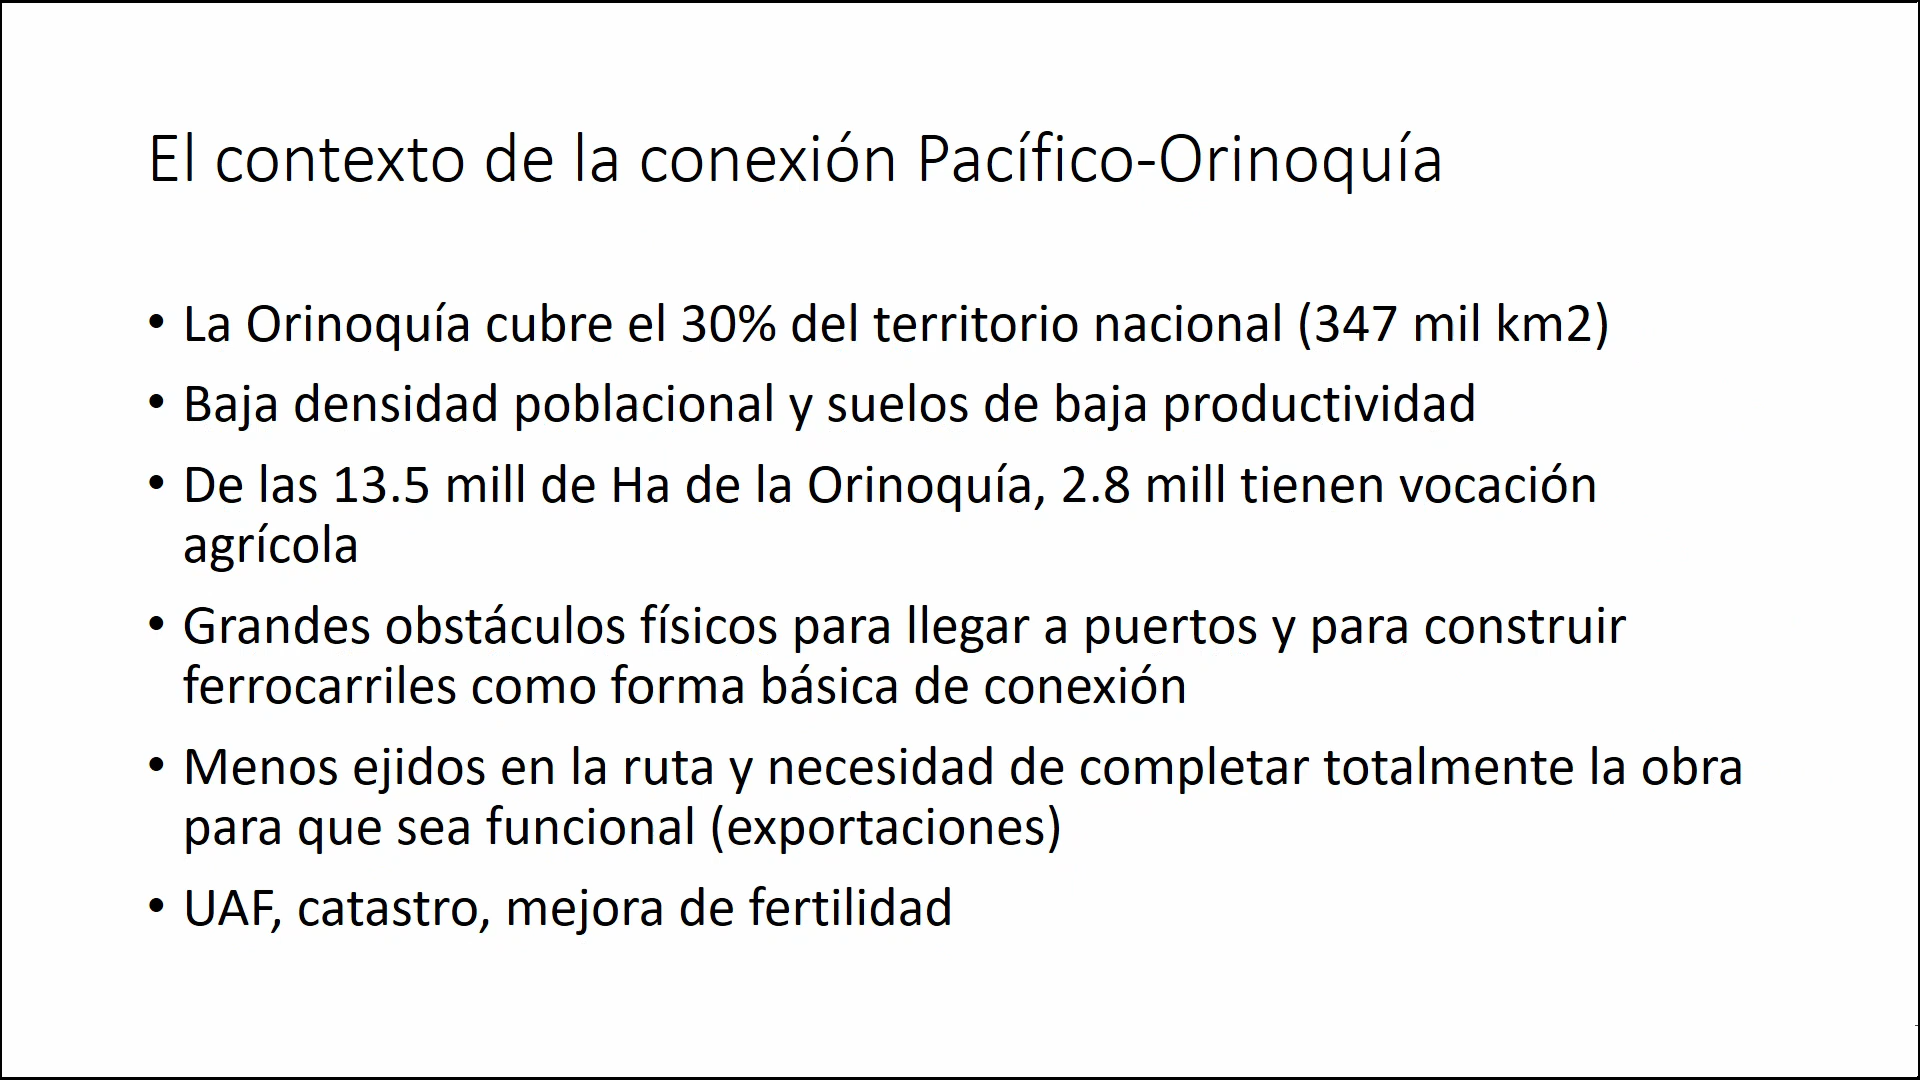 El contexto de la conexión Pacífico-Orinoquía
• La Orinoquía cubre el 30% del territorio nacional (347 mil km2)
• Baja densidad poblacional y suelos de baja productividad
• De las 13.5 mill de Ha de la Orinoquía, 2.8 mill tienen vocación
agrícola
• Grandes obstáculos físicos para llegar a puertos y para construir
ferrocarriles como forma básica de conexión
• Menos ejidos en la ruta y necesidad de completar totalmente la obra
para que sea funcional (exportaciones)
• UAF, catastro, mejora de fertilidad